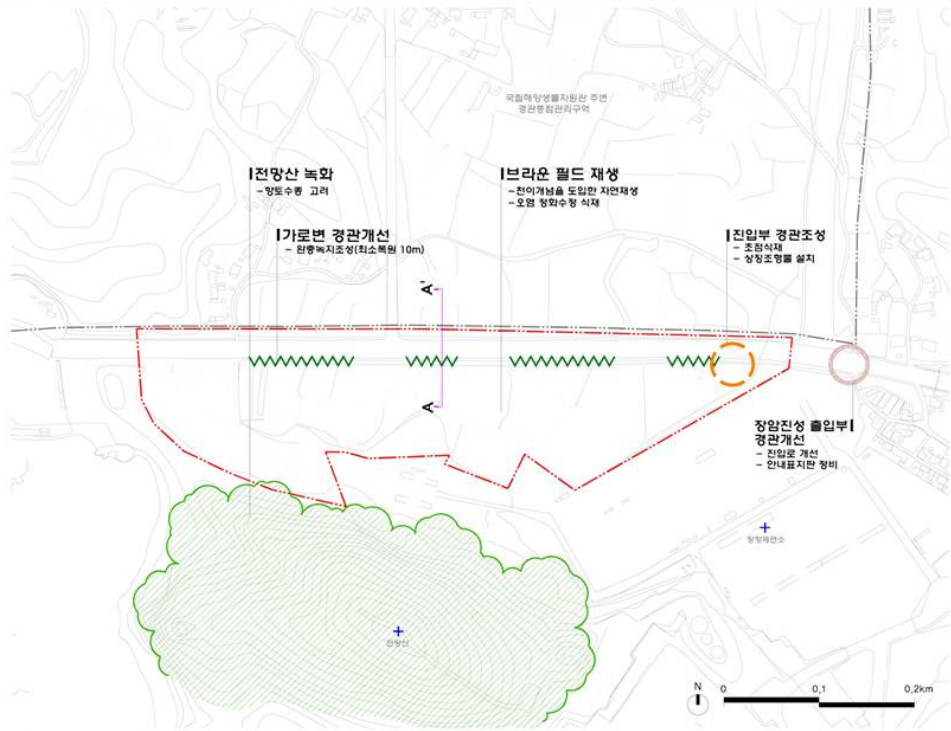 국립해양생물자원관 주변
경관중점관리구역
전망산 녹화
- 향토수종 고려
브라운 필드 재생
- 천이개념을 도입한 자연재생
- 오염 정화수정 식재
가로변 경관개선
- 완충녹지조성(최소폭원 10m)
진입부 경관조성
- 초점식재
- 상징조형물 설치
A'
A
장암진성 출입부
경관개선
- 진입로 개선
- 안내표지판 정비
장항제련소
전망산
N
0 0,1 0,2km